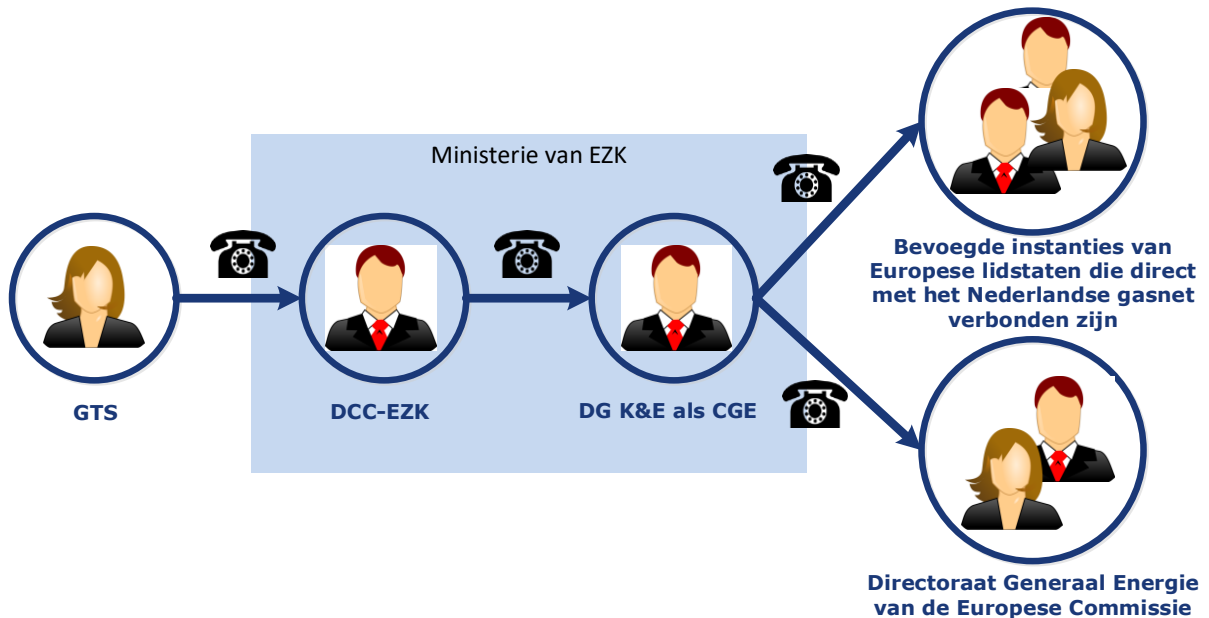 Ministerie van EZK
GTS
DCC-EZK
DG K&E als CGE
Bevoegde instanties van
Europese lidstaten die direct
met het Nederlandse gasnet
verbonden zijn
Directoraat Generaal Energie
van de Europese Commissie